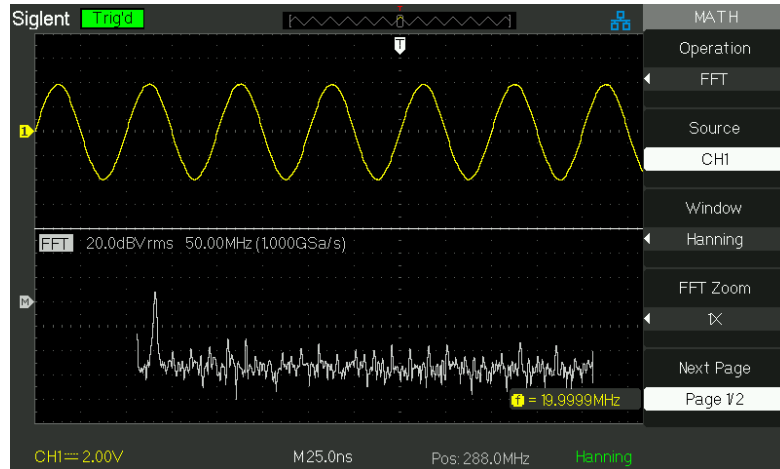 Siglent Trig'd T MATH
T
Operation
FFT
1
Source
CH1
Window
FFT 20.0dBVrms 50.00MHz (1.000GSa/s)
Hanning
FFT Zoom
M
1X
Next Page
f = 19.9999MHz
Page 1/2
CH1 2.00V M25.0ns Pos: 288.0MHz Hanning